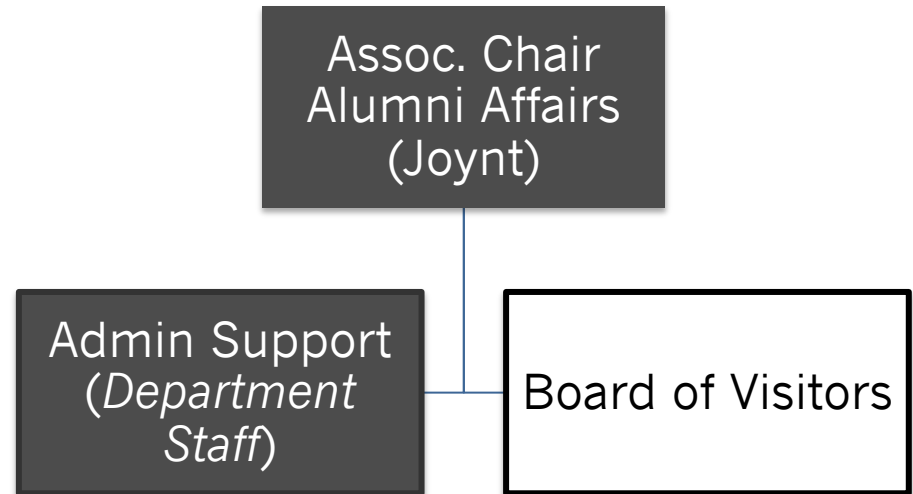 Assoc. Chair
Alumni Affairs
(Joynt)
Admin Support
(Department
Staff)
Board of Visitors